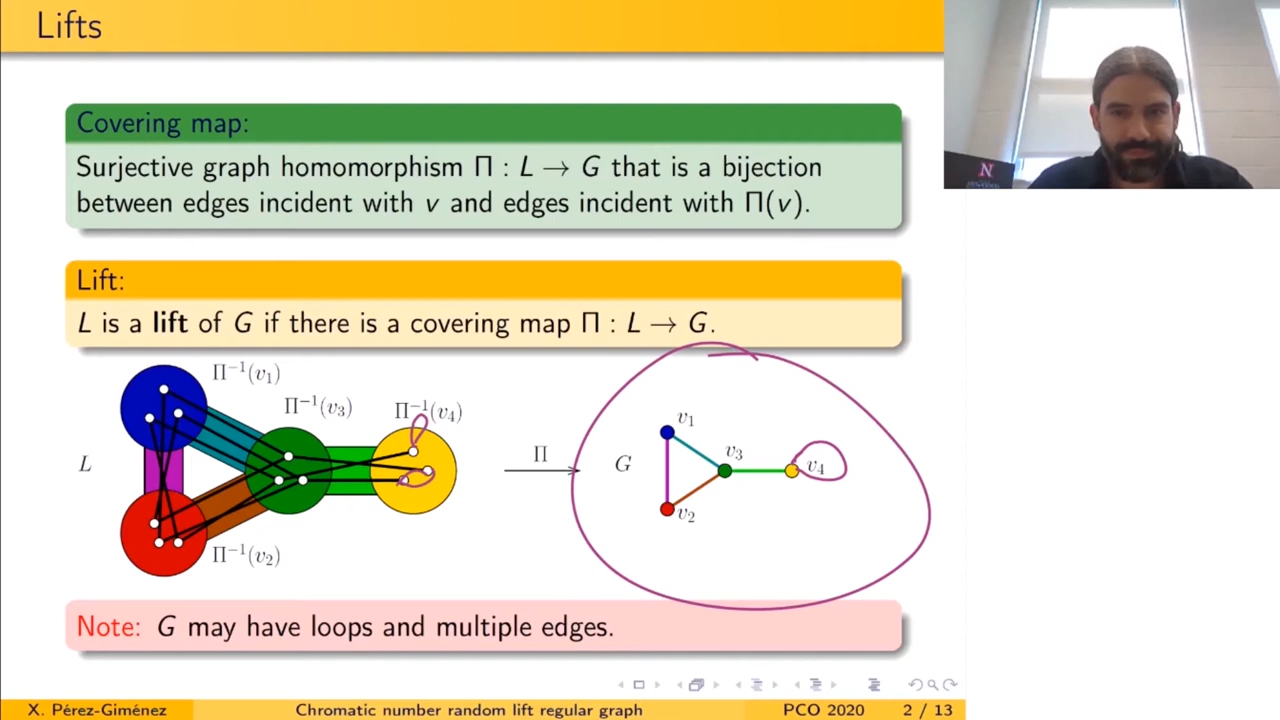 Lifts
Covering map:
Surjective graph homomorphism Π : L → G that is a bijection
between edges incident with v and edges incident with Π(v).
Lift:
L is a lift of G if there is a covering map Π : L → G.
Π⁻¹(v₁)
Π⁻¹(v₃)
Π⁻¹(v₄)
L
Π⁻¹(v₂)
Π
G
v₁
v₃
v₄
v₂
Note: G may have loops and multiple edges.
X. Pérez-Giménez Chromatic number random lift regular graph PCO 2020 2 / 13
N